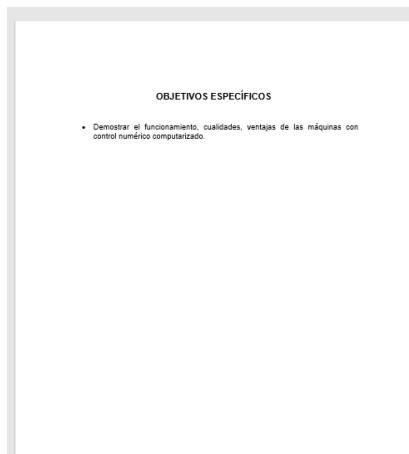 OBJETIVOS ESPECÍFICOS
• Demostrar el funcionamiento, cualidades, ventajas de las máquinas con
control numérico computarizado.